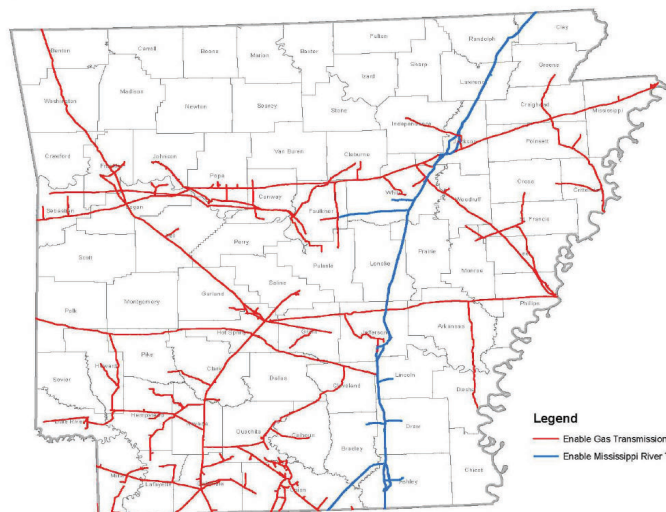 Benton
Carroll
Boone
Marion
Baxter
Fulton
Randolph
Clay
Sharp
Izard
Lawrence
Greene
Washington
Madison
Newton
Searcy
Stone
Independence
Craighead
Mississippi
Crawford
Johnson
Pope
Van Buren
Cleburne
Poinsett
Cross
Sebastian
Logan
Conway
Faulkner
White
Woodruff
Francis
Scott
Perry
Pulaski
Lonoke
Prairie
Monroe
Phillips
Polk
Montgomery
Garland
Saline
Hot Spring
Jefferson
Arkansas
Sevier
Howard
Pike
Clark
Dallas
Cleveland
Lincoln
Desha
Little River
Hempstead
Nevada
Ouachita
Calhoun
Bradley
Drew
Chicot
Miller
Lafayette
Union
Ashley
Legend
Enable Gas Transmission
Enable Mississippi River